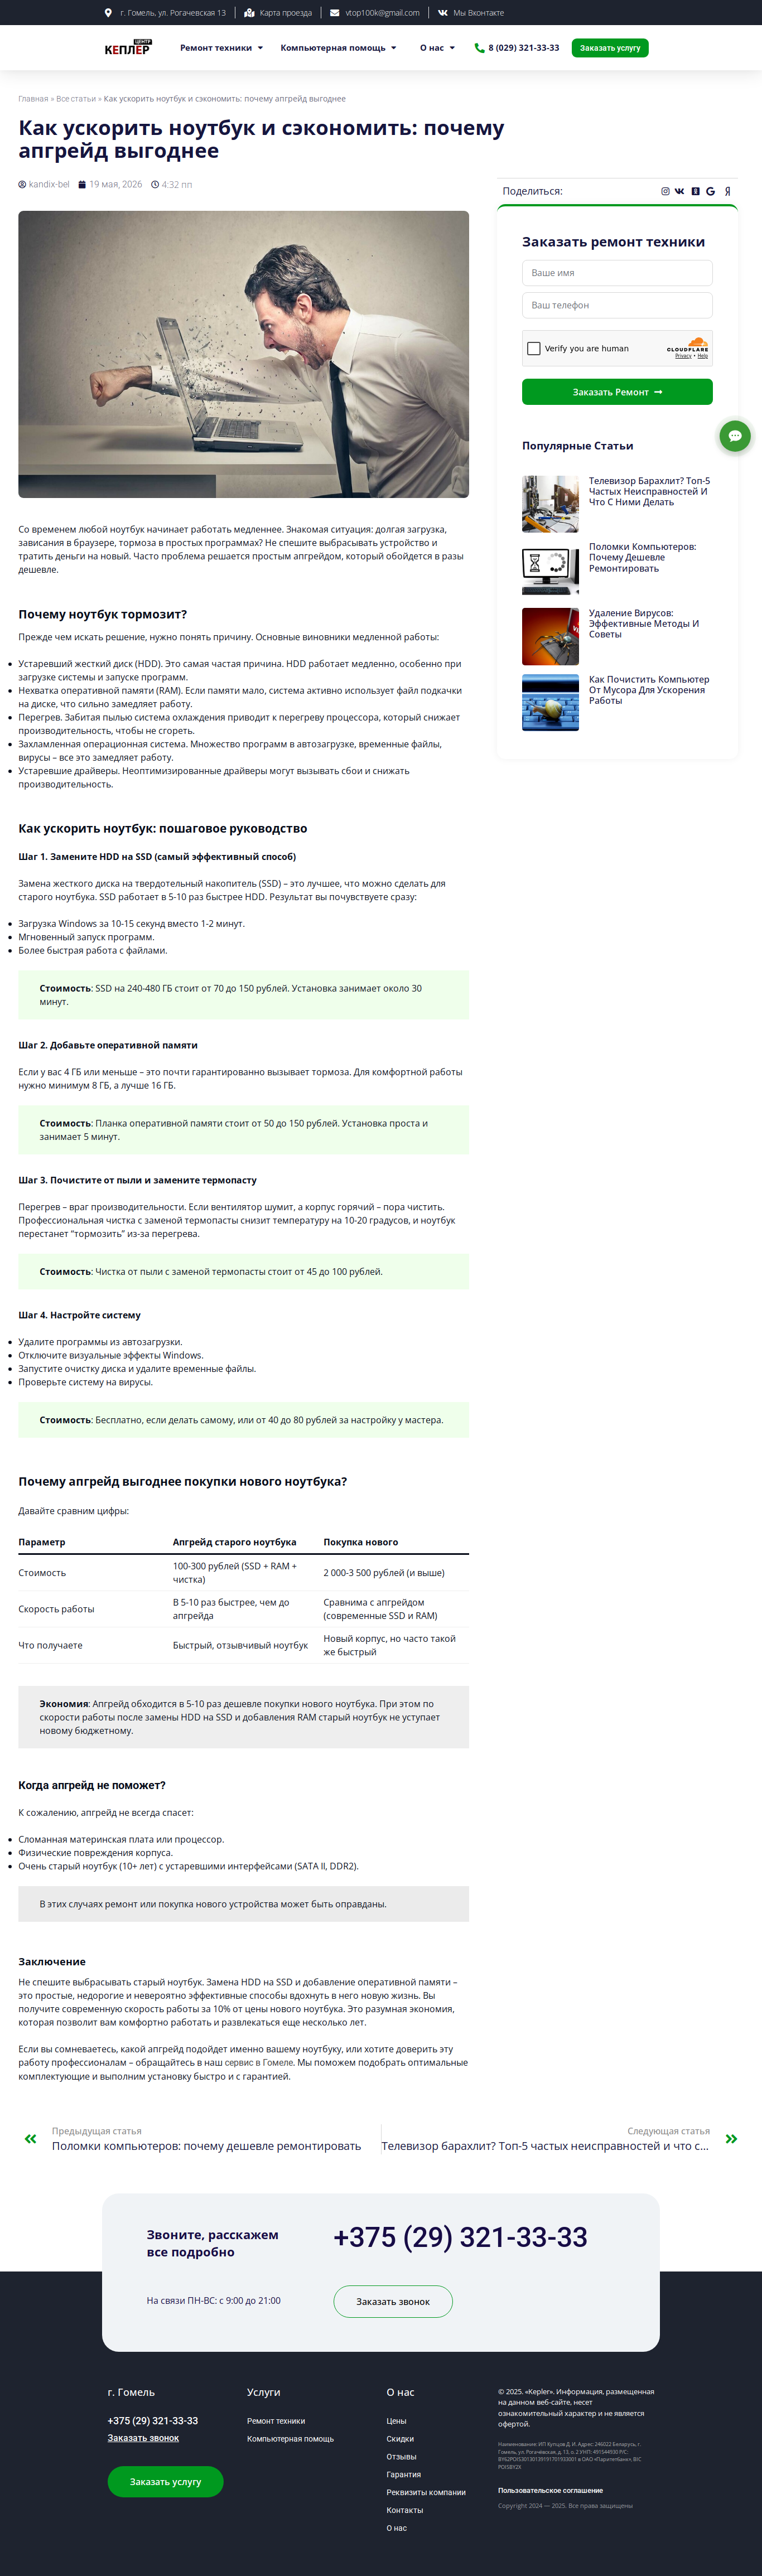 г. Гомель, ул. Рогачевская 13
Карта проезда
vtop100k@gmail.com
Мы Вконтакте
ЦЕНТР
КЕПЛЕР
Ремонт техники
Компьютерная помощь
О нас
8 (029) 321-33-33
Заказать услугу
Главная » Все статьи » Как ускорить ноутбук и сэкономить: почему апгрейд выгоднее
Как ускорить ноутбук и сэкономить: почему
апгрейд выгоднее
kandix-bel
19 мая, 2026
4:32 пп
Поделиться:
Заказать ремонт техники
Ваше имя
Ваш телефон
Verify you are human
CLOUDFLARE
Privacy • Help
Заказать Ремонт
Популярные Статьи
Телевизор Барахлит? Топ-5
Частых Неисправностей И
Что С Ними Делать
Поломки Компьютеров:
Почему Дешевле
Ремонтировать
Удаление Вирусов:
Эффективные Методы И
Советы
Как Почистить Компьютер
От Мусора Для Ускорения
Работы
Со временем любой ноутбук начинает работать медленнее. Знакомая ситуация: долгая загрузка,
зависания в браузере, тормоза в простых программах? Не спешите выбрасывать устройство и
тратить деньги на новый. Часто проблема решается простым апгрейдом, который обойдется в разы
дешевле.
Почему ноутбук тормозит?
Прежде чем искать решение, нужно понять причину. Основные виновники медленной работы:
Устаревший жесткий диск (HDD). Это самая частая причина. HDD работает медленно, особенно при
загрузке системы и запуске программ.
Нехватка оперативной памяти (RAM). Если памяти мало, система активно использует файл подкачки
на диске, что сильно замедляет работу.
Перегрев. Забитая пылью система охлаждения приводит к перегреву процессора, который снижает
производительность, чтобы не сгореть.
Захламленная операционная система. Множество программ в автозагрузке, временные файлы,
вирусы – все это замедляет работу.
Устаревшие драйверы. Неоптимизированные драйверы могут вызывать сбои и снижать
производительность.
Как ускорить ноутбук: пошаговое руководство
Шаг 1. Замените HDD на SSD (самый эффективный способ)
Замена жесткого диска на твердотельный накопитель (SSD) – это лучшее, что можно сделать для
старого ноутбука. SSD работает в 5-10 раз быстрее HDD. Результат вы почувствуете сразу:
Загрузка Windows за 10-15 секунд вместо 1-2 минут.
Мгновенный запуск программ.
Более быстрая работа с файлами.
Стоимость: SSD на 240-480 ГБ стоит от 70 до 150 рублей. Установка занимает около 30
минут.
Шаг 2. Добавьте оперативной памяти
Если у вас 4 ГБ или меньше – это почти гарантированно вызывает тормоза. Для комфортной работы
нужно минимум 8 ГБ, а лучше 16 ГБ.
Стоимость: Планка оперативной памяти стоит от 50 до 150 рублей. Установка проста и
занимает 5 минут.
Шаг 3. Почистите от пыли и замените термопасту
Перегрев – враг производительности. Если вентилятор шумит, а корпус горячий – пора чистить.
Профессиональная чистка с заменой термопасты снизит температуру на 10-20 градусов, и ноутбук
перестанет “тормозить” из-за перегрева.
Стоимость: Чистка от пыли с заменой термопасты стоит от 45 до 100 рублей.
Шаг 4. Настройте систему
Удалите программы из автозагрузки.
Отключите визуальные эффекты Windows.
Запустите очистку диска и удалите временные файлы.
Проверьте систему на вирусы.
Стоимость: Бесплатно, если делать самому, или от 40 до 80 рублей за настройку у мастера.
Почему апгрейд выгоднее покупки нового ноутбука?
Давайте сравним цифры:
Параметр
Апгрейд старого ноутбука
Покупка нового
Стоимость
100-300 рублей (SSD + RAM +
чистка)
2 000-3 500 рублей (и выше)
Скорость работы
В 5-10 раз быстрее, чем до
апгрейда
Сравнима с апгрейдом
(современные SSD и RAM)
Что получаете
Быстрый, отзывчивый ноутбук
Новый корпус, но часто такой
же быстрый
Экономия: Апгрейд обходится в 5-10 раз дешевле покупки нового ноутбука. При этом по
скорости работы после замены HDD на SSD и добавления RAM старый ноутбук не уступает
новому бюджетному.
Когда апгрейд не поможет?
К сожалению, апгрейд не всегда спасет:
Сломанная материнская плата или процессор.
Физические повреждения корпуса.
Очень старый ноутбук (10+ лет) с устаревшими интерфейсами (SATA II, DDR2).
В этих случаях ремонт или покупка нового устройства может быть оправданы.
Заключение
Не спешите выбрасывать старый ноутбук. Замена HDD на SSD и добавление оперативной памяти –
это простые, недорогие и невероятно эффективные способы вдохнуть в него новую жизнь. Вы
получите современную скорость работы за 10% от цены нового ноутбука. Это разумная экономия,
которая позволит вам комфортно работать и развлекаться еще несколько лет.
Если вы сомневаетесь, какой апгрейд подойдет именно вашему ноутбуку, или хотите доверить эту
работу профессионалам – обращайтесь в наш сервис в Гомеле. Мы поможем подобрать оптимальные
комплектующие и выполним установку быстро и с гарантией.
Предыдущая статья
Поломки компьютеров: почему дешевле ремонтировать
Следующая статья
Телевизор барахлит? Топ-5 частых неисправностей и что с...
Звоните, расскажем
все подробно
+375 (29) 321-33-33
На связи ПН-ВС: с 9:00 до 21:00
Заказать звонок
г. Гомель
+375 (29) 321-33-33
Заказать звонок
Заказать услугу
Услуги
Ремонт техники
Компьютерная помощь
О нас
Цены
Скидки
Отзывы
Гарантия
Реквизиты компании
Контакты
О нас
© 2025. «Kepler». Информация, размещенная
на данном веб-сайте, несет
ознакомительный характер и не является
офертой.
Наименование: ИП Купцов Д. И. Адрес: 246022 Беларусь, г.
Гомель, ул. Рогачёвская, д. 13, о. 2 УНП: 491544930 Р/С:
BY62POIS30130139191701933001 в ОАО «Паритетбанк», BIC
POISBY2X
Пользовательское соглашение
Copyright 2024 — 2025. Все права защищены